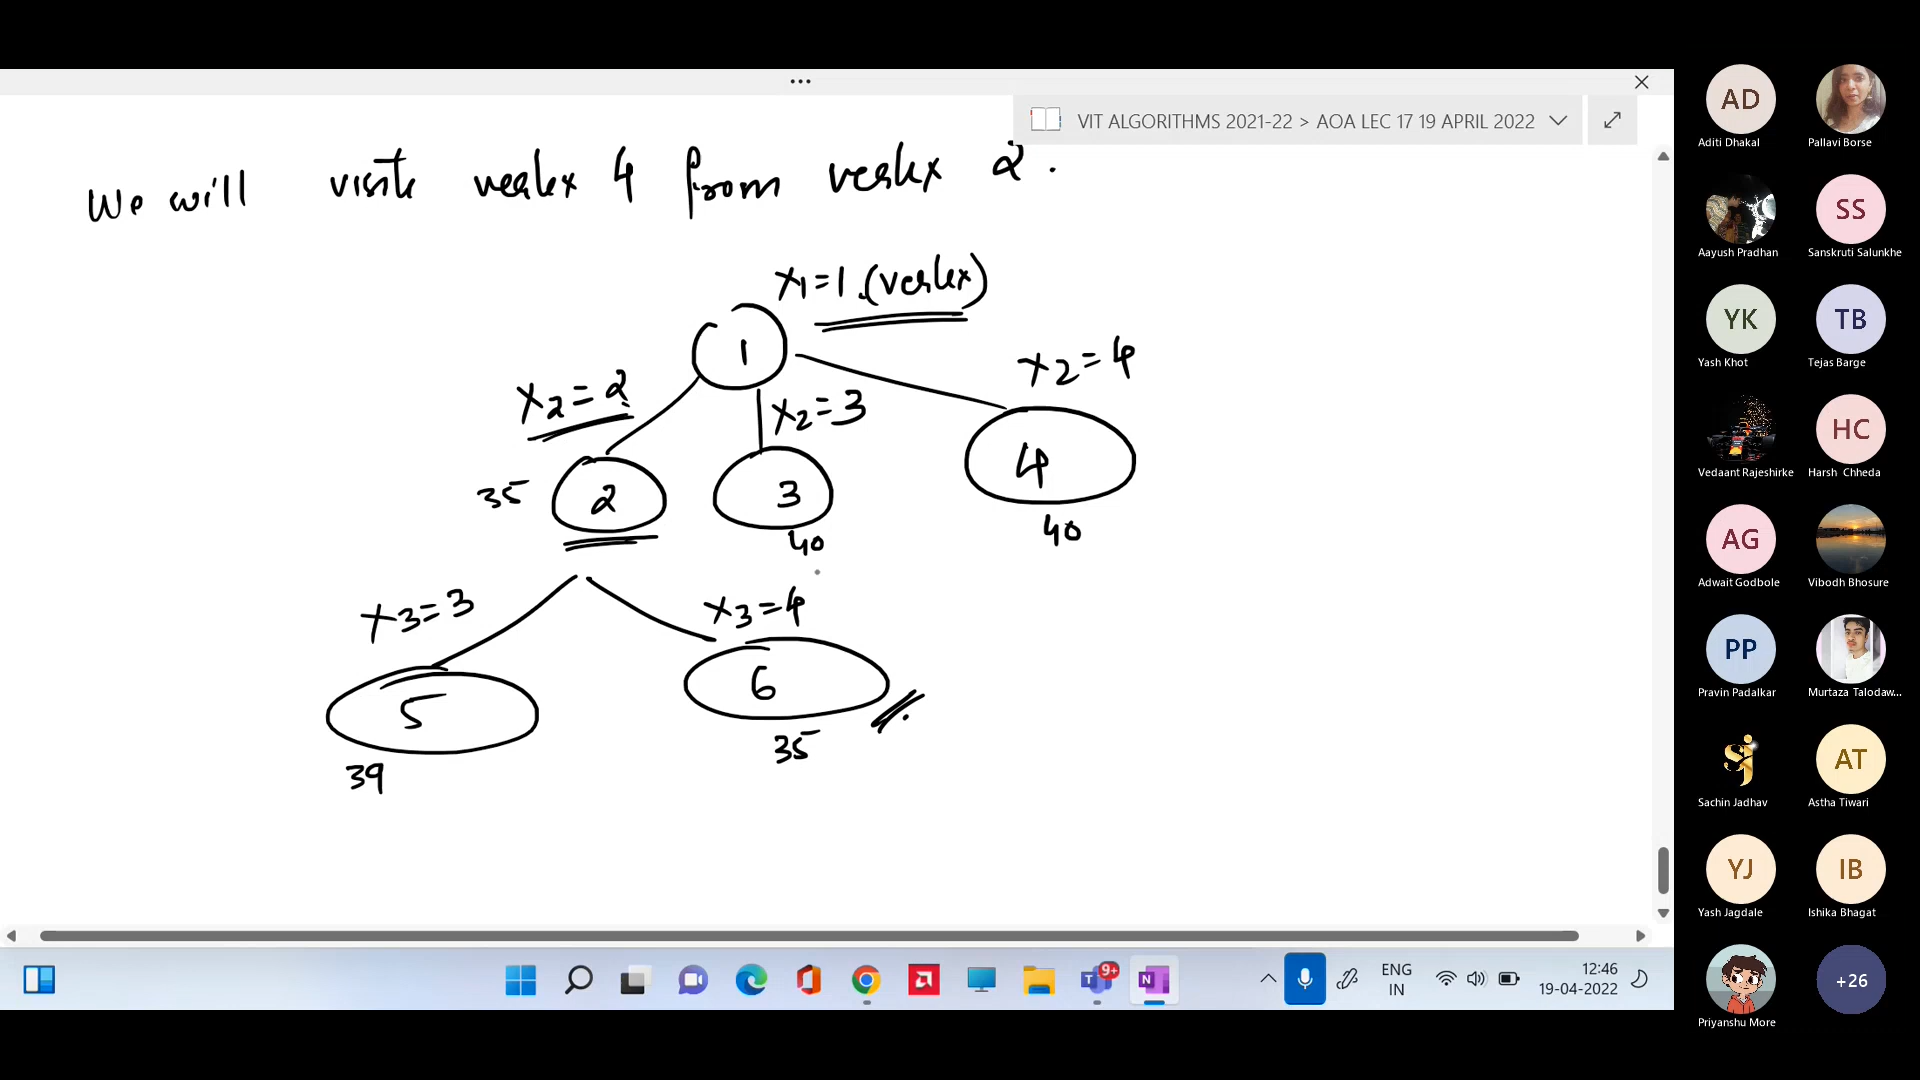 •••
VIT ALGORITHMS 2021-22 > AOA LEC 17 19 APRIL 2022
We will visit vertex 4 from vertex 2.
X1=1 (vertex)
1
X2=2
X2=3
X2=4
35 2
3
4
40
40
X3=3
X3=4
5
6
39
35
AD
Aditi Dhakal
Pallavi Borse
Aayush Pradhan
SS
Sanskruti Salunkhe
YK
Yash Khot
TB
Tejas Barge
Vedaant Rajeshirke
HC
Harsh Chheda
AG
Adwait Godbole
Vibodh Bhosure
PP
Pravin Padalkar
Murtaza Talodaw...
Sj
Sachin Jadhav
AT
Astha Tiwari
YJ
Yash Jagdale
IB
Ishika Bhagat
Priyanshu More
+26
9+
T
N
ENG
IN
12:46
19-04-2022